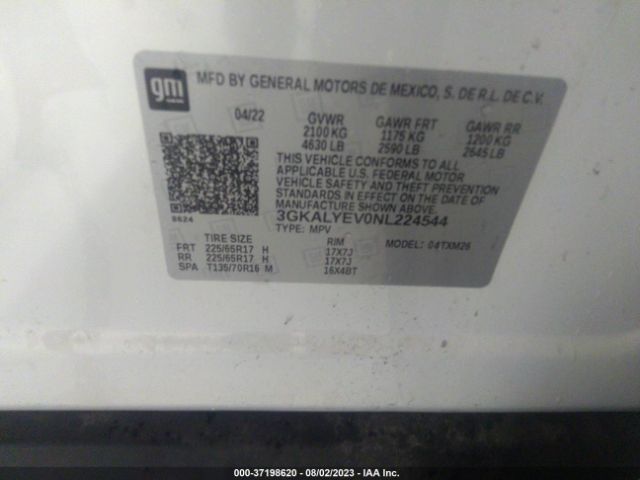 gm
MFD BY GENERAL MOTORS DE MEXICO, S. DE R.L. DE C.V.
04/22 GVWR GAWR FRT GAWR RR
2100 KG 1175 KG 1200 KG
4630 LB 2590 LB 2645 LB
THIS VEHICLE CONFORMS TO ALL
APPLICABLE U.S. FEDERAL MOTOR
VEHICLE SAFETY AND THEFT PREVENTION
STANDARDS IN EFFECT ON THE DATE OF
MANUFACTURE SHOWN ABOVE.
8624 3GKALYEV0NL224544
TYPE: MPV MODEL: 04TXM26
TIRE SIZE RIM
FRT 225/65R17 H 17X7J
RR 225/65R17 H 17X7J
SPA T135/70R16 M 16X4BT
000-37198620 - 08/02/2023 - IAA Inc.